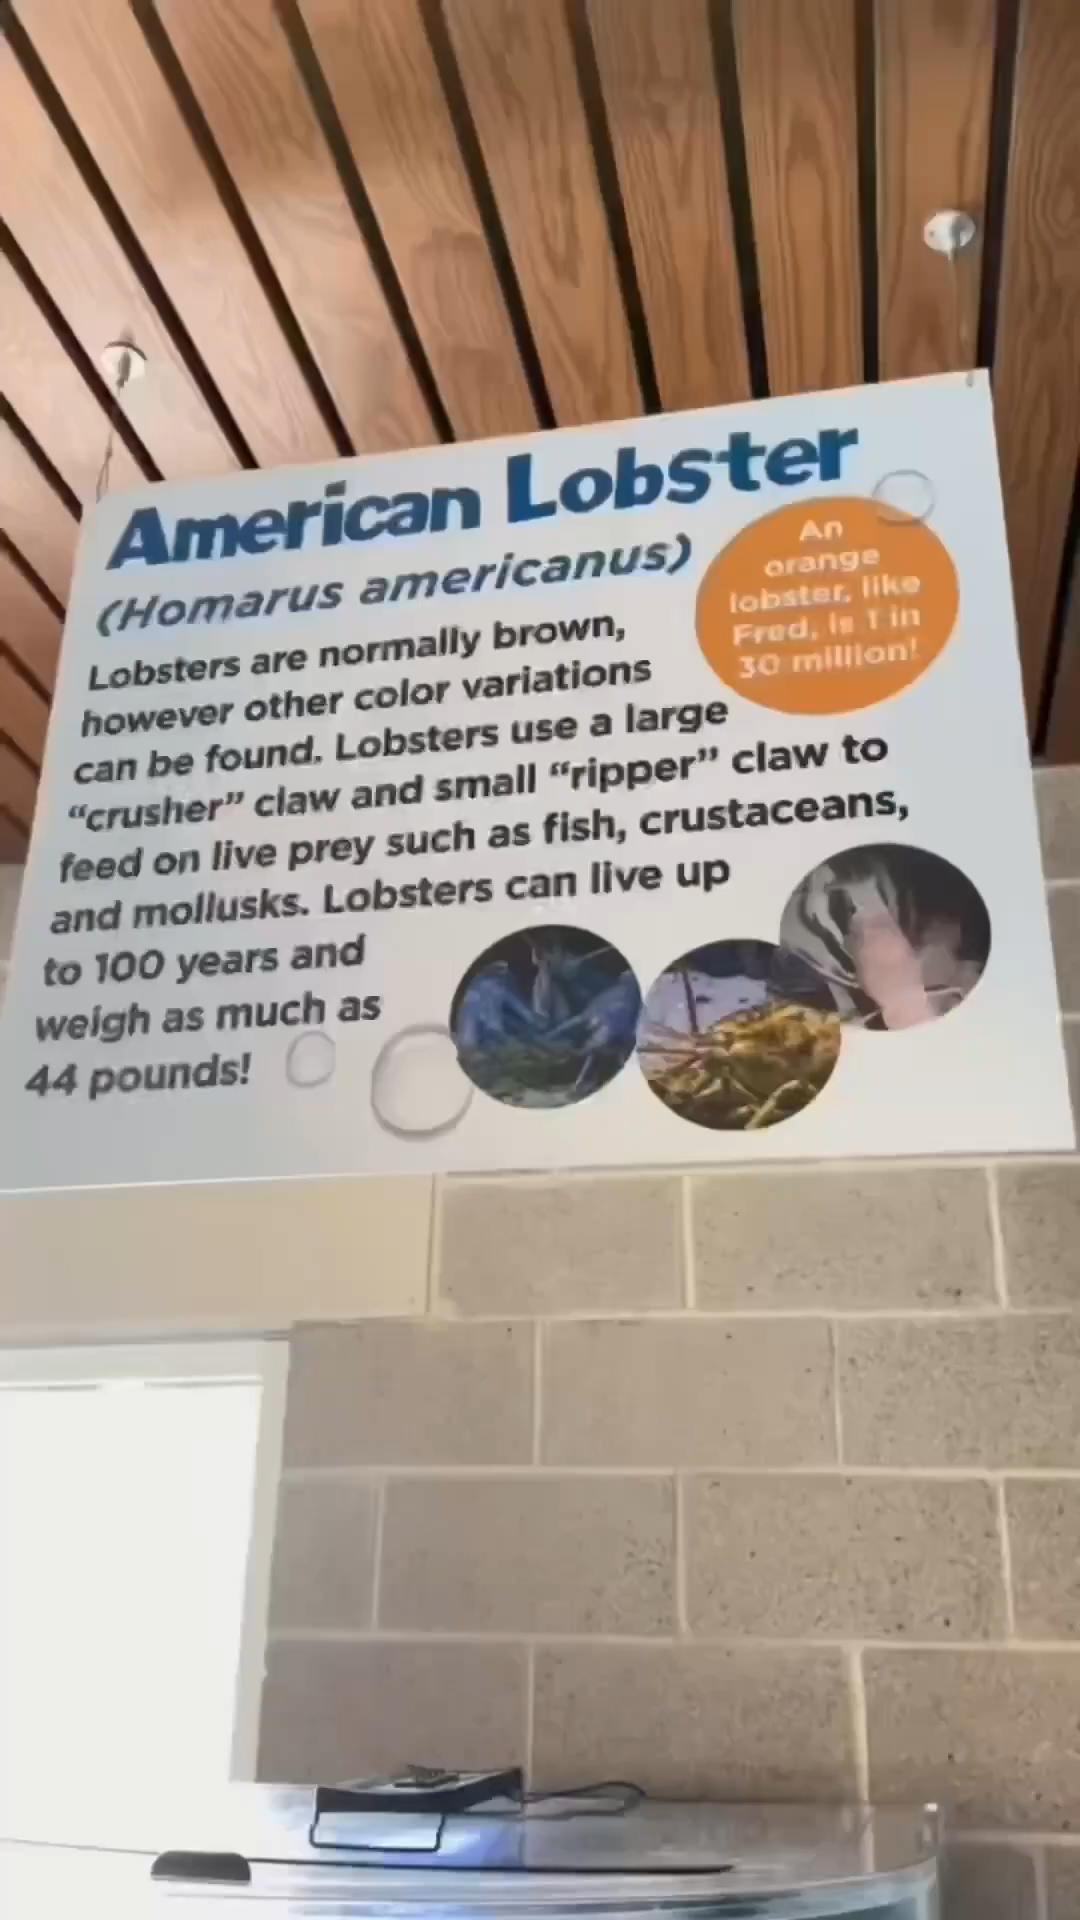 American Lobster
(Homarus americanus)
An
orange
lobster, like
Fred, is 1 in
30 million!
Lobsters are normally brown,
however other color variations
can be found. Lobsters use a large
“crusher” claw and small “ripper” claw to
feed on live prey such as fish, crustaceans,
and mollusks. Lobsters can live up
to 100 years and
weigh as much as
44 pounds!